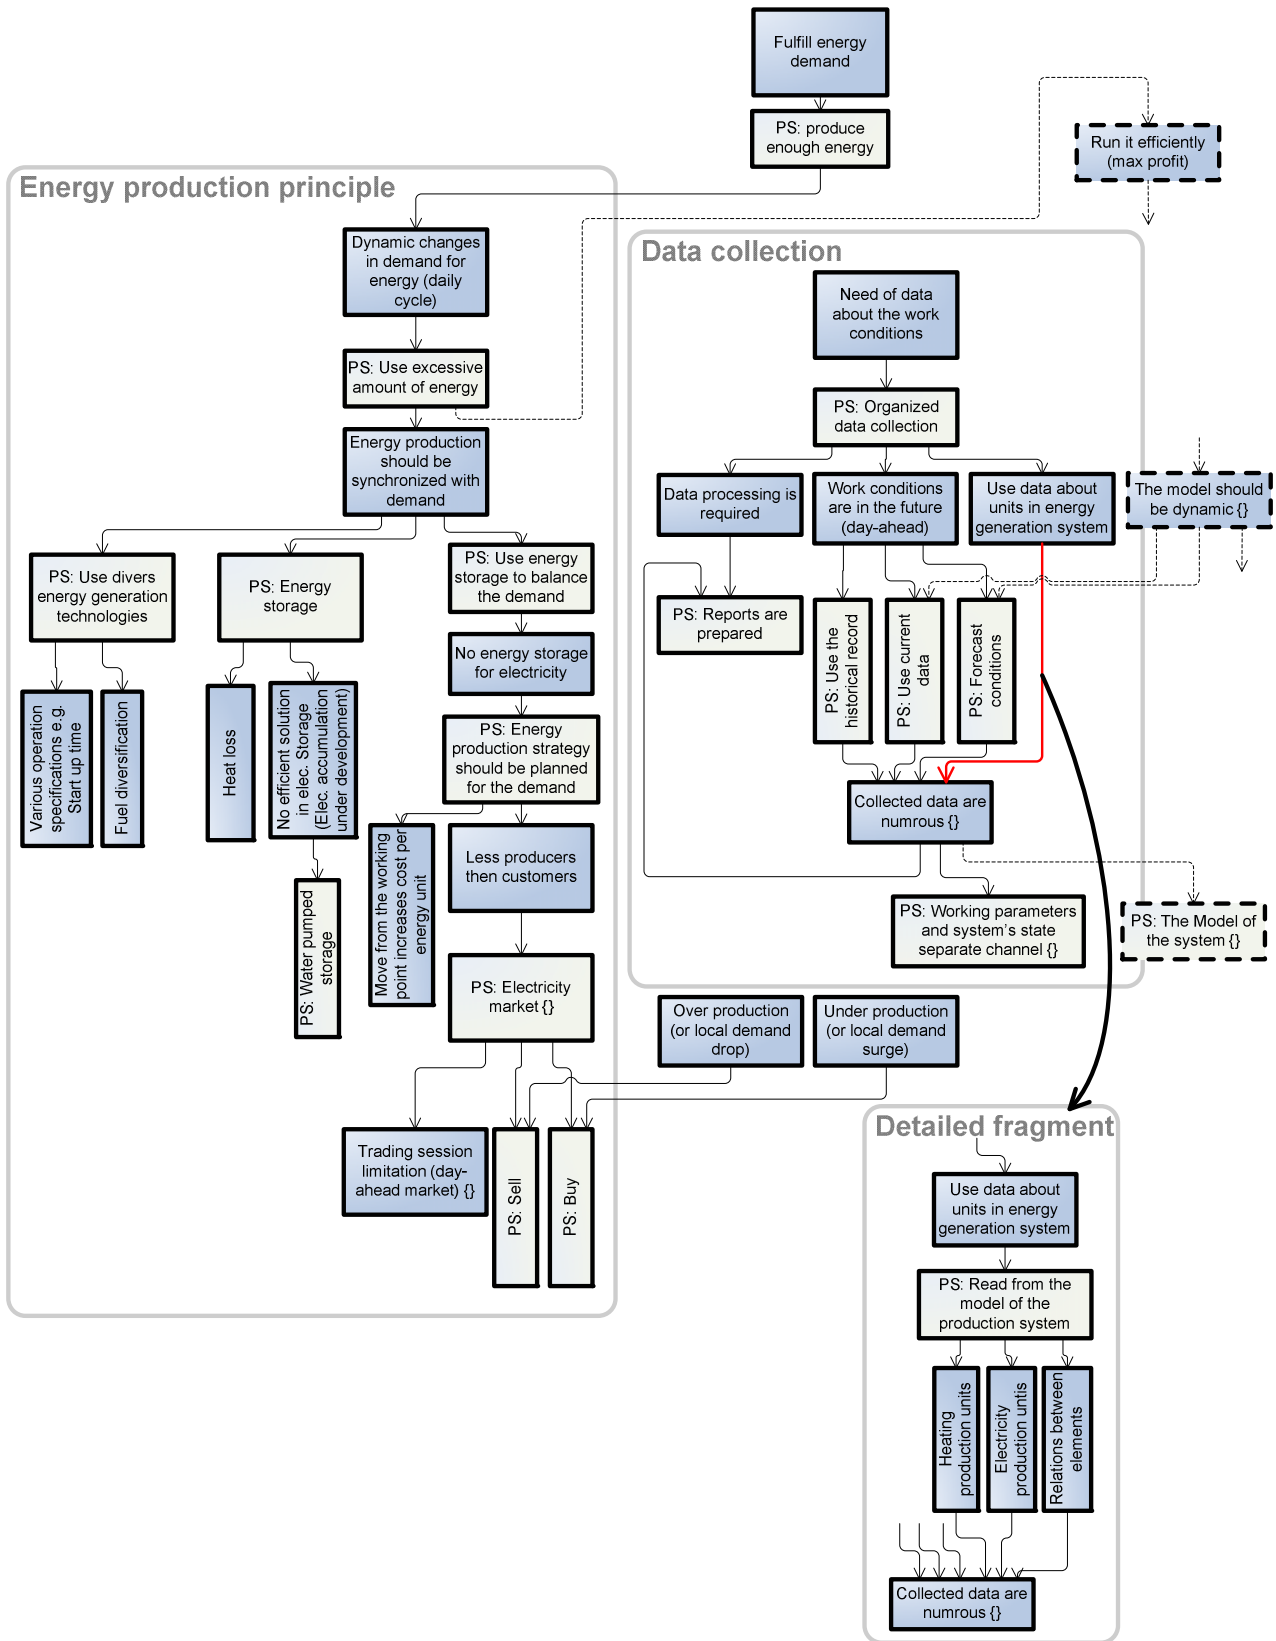 Fulfill energy
demand
PS: produce
enough energy
Run it efficiently
(max profit)
Energy production principle
Dynamic changes
in demand for
energy (daily
cycle)
PS: Use excessive
amount of energy
Energy production
should be
synchronized with
demand
PS: Use divers
energy generation
technologies
PS: Energy
storage
PS: Use energy
storage to balance
the demand
No energy storage
for electricity
Various operation
specifications e.g.
Start up time
Fuel diversification
Heat loss
No efficient solution
in elec. Storage
(Elec. accumulation
under development)
PS: Energy
production strategy
should be planned
for the demand
PS: Water pumped
storage
Move from the working
point increases cost per
energy unit
Less producers
then customers
PS: Electricity
market {}
Trading session
limitation (day-
ahead market) {}
PS: Sell
PS: Buy
Data collection
Need of data
about the work
conditions
PS: Organized
data collection
Data processing is
required
Work conditions
are in the future
(day-ahead)
Use data about
units in energy
generation system
The model should
be dynamic {}
PS: Reports are
prepared
PS: Use the
historical record
PS: Use current
data
PS: Forecast
conditions
Collected data are
numrous {}
PS: Working parameters
and system's state
separate channel {}
PS: The Model of
the system {}
Over production
(or local demand
drop)
Under production
(or local demand
surge)
Detailed fragment
Use data about
units in energy
generation system
PS: Read from the
model of the
production system
Heating
production units
Electricity
production untis
Relations between
elements
Collected data are
numrous {}